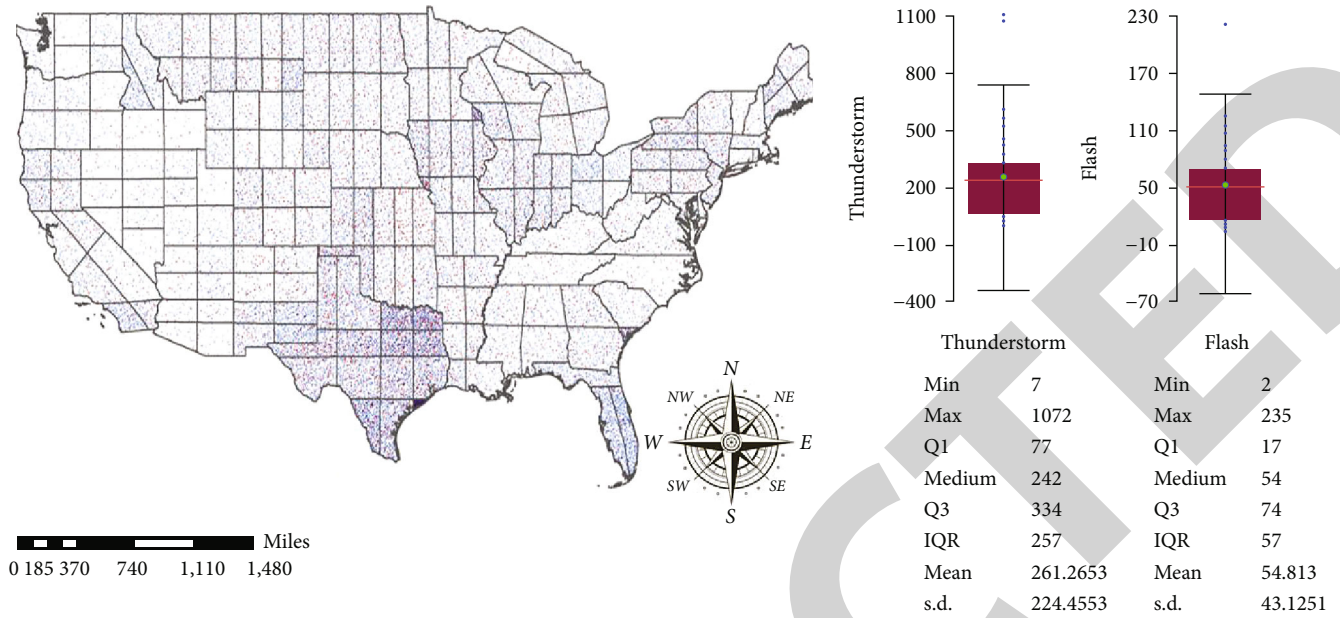 1100
800
500
200
−100
−400
Thunderstorm
Thunderstorm
230
170
110
50
−10
−70
Flash
Flash
Min 7
Max 1072
Q1 77
Medium 242
Q3 334
IQR 257
Mean 261.2653
s.d. 224.4553
Min 2
Max 235
Q1 17
Medium 54
Q3 74
IQR 57
Mean 54.813
s.d. 43.1251
N
NW NE
W E
SW SE
S
Miles
0 185 370 740 1,110 1,480
CTED